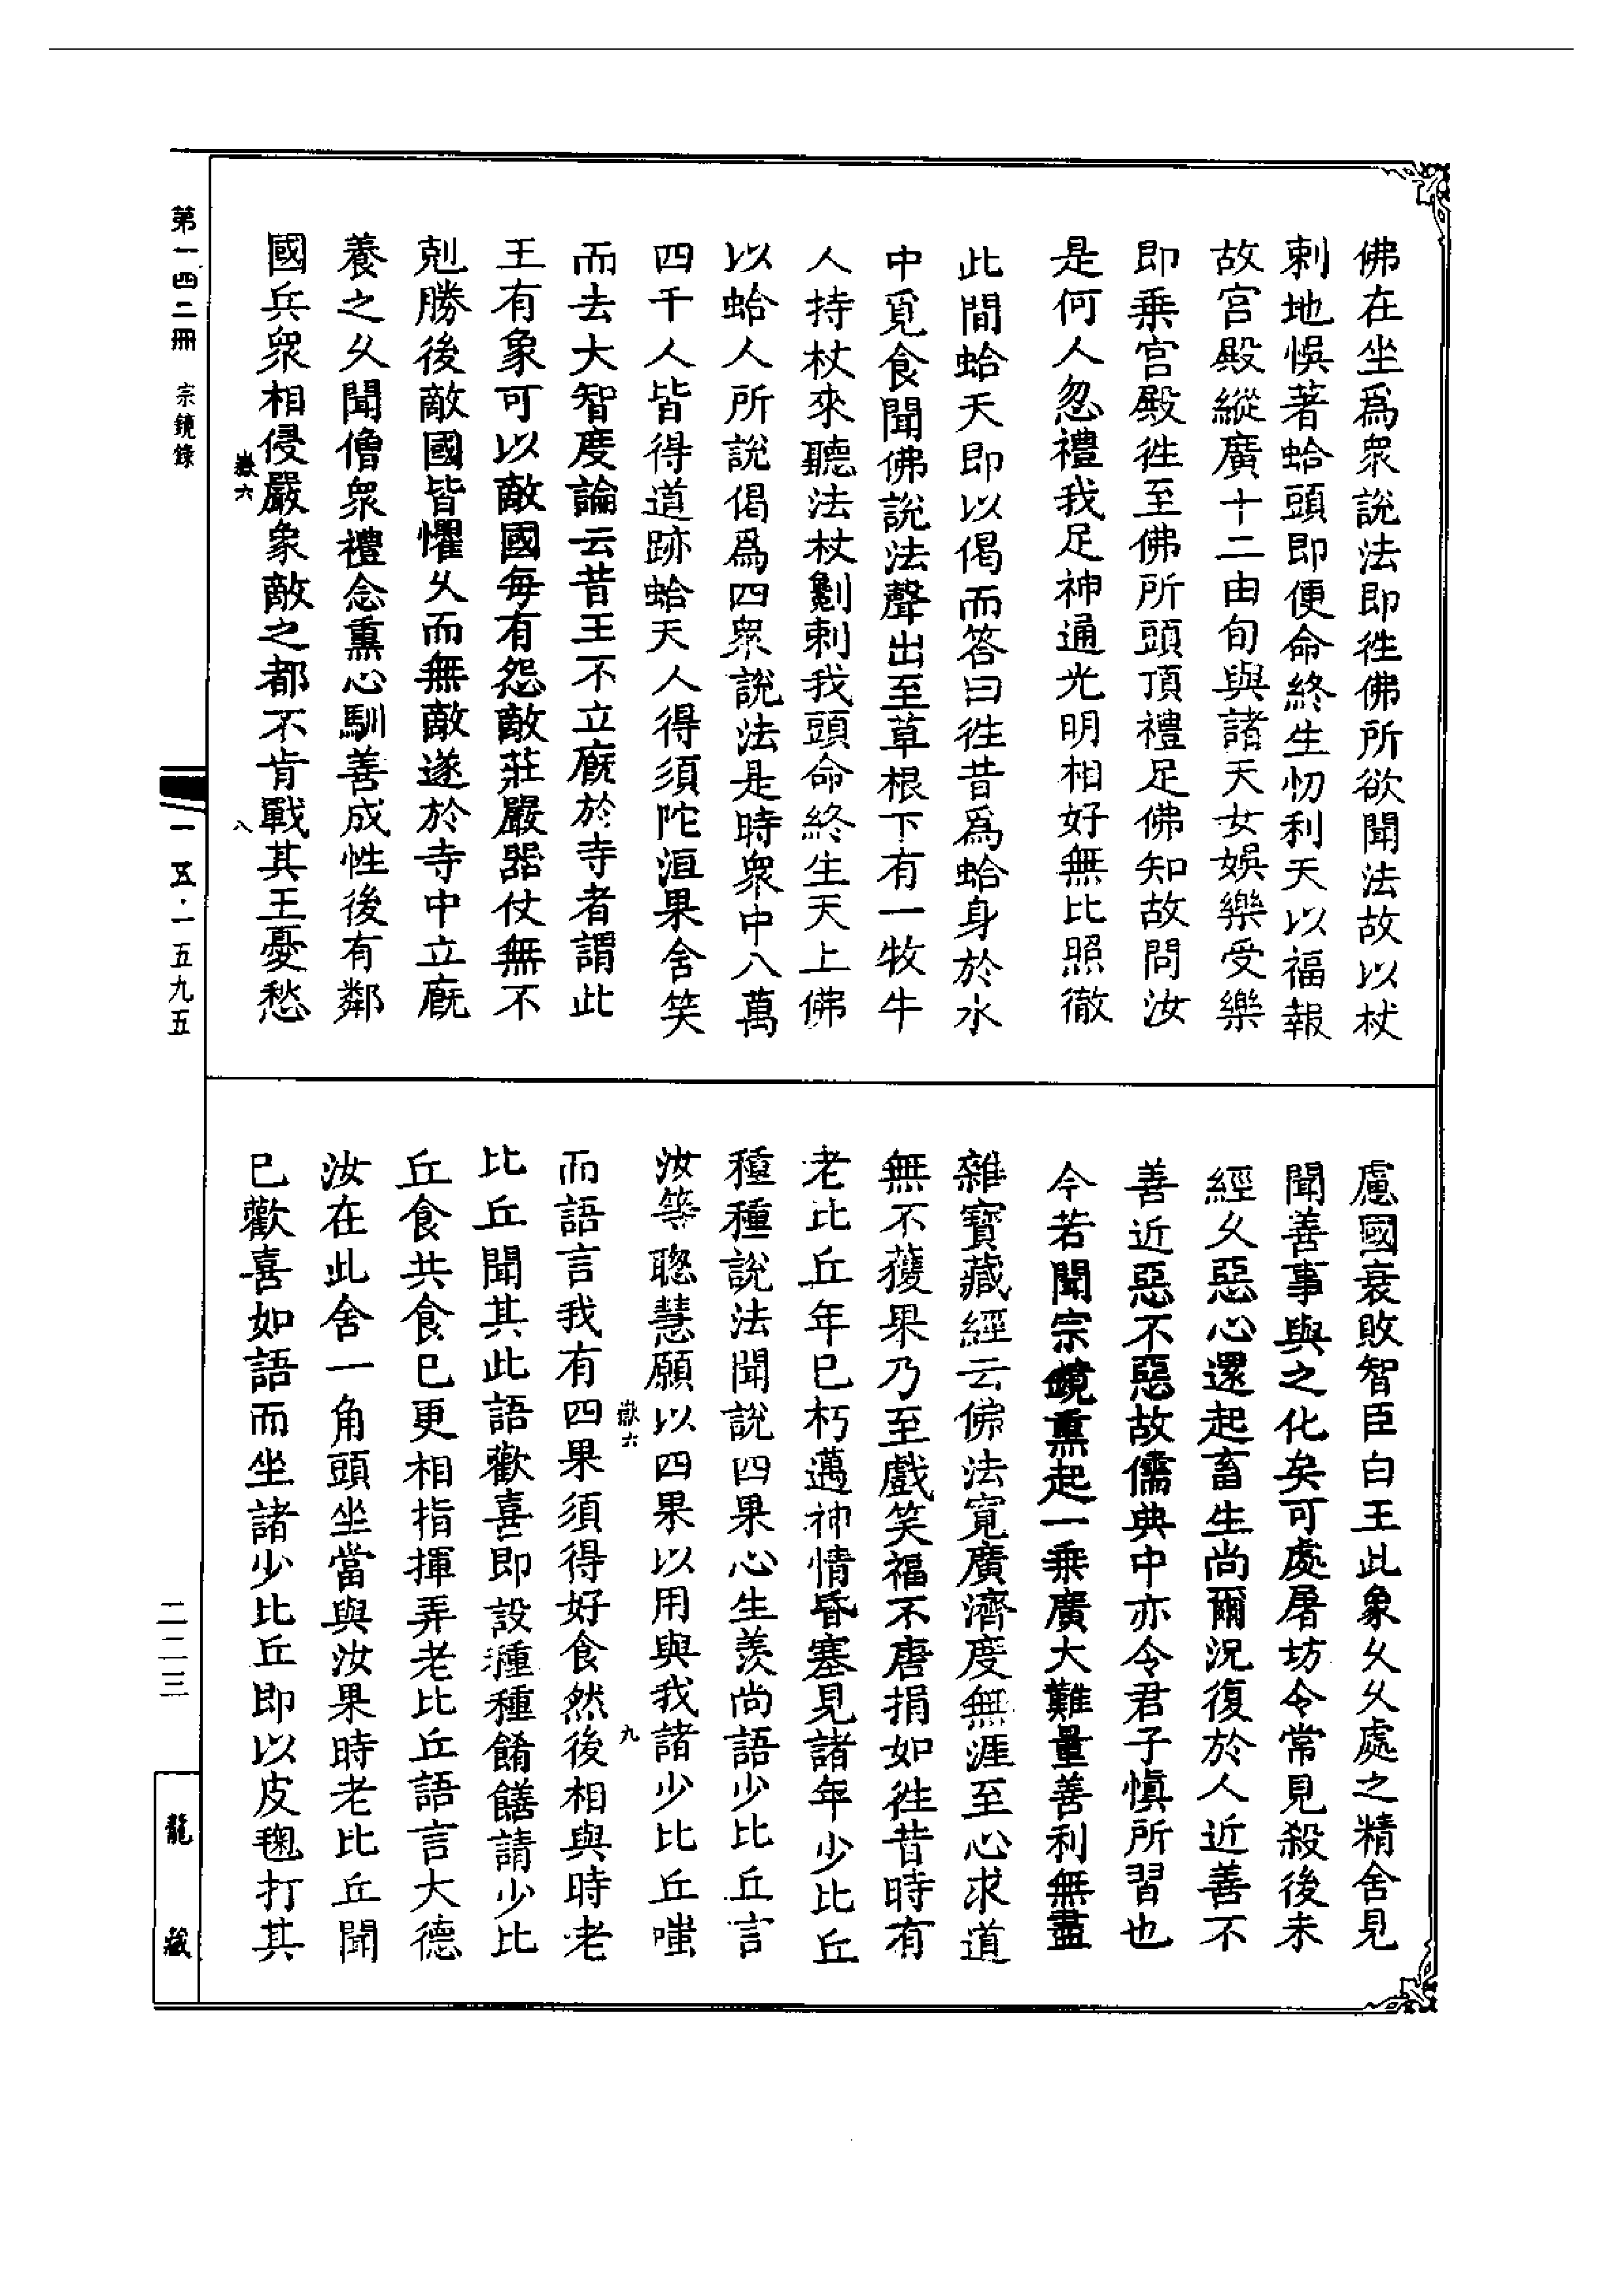 佛在坐爲衆說法即徃佛所欲聞法故以杖
刺地悞著蛤頭即便命終生忉利天以福報
故宮殿縱廣十二由旬與諸天女娛樂受樂
即乗宮殿徃至佛所頭頂禮足佛知故問汝
是何人忽禮我足神通光明相好無比照徹
此間蛤天即以偈而答曰徃昔爲蛤身於水
中覓食聞佛說法聲出至草根下有一牧牛
人持杖來聽法杖劖刺我頭命終生天上佛
以蛤人所說偈爲四衆說法是時衆中八萬
四千人皆得道跡蛤天人得須陀洹果含笑
而去大智度論云昔王不立廐於寺者謂此
王有象可以敵國每有怨敵莊嚴器仗無不
剋勝後敵國皆懼乆而無敵遂於寺中立廐
養之乆聞僧衆禮念熏心馴善成性後有鄰
國兵衆相侵嚴象敵之都不肯戰其王憂愁
嶽六 八
慮國衰敗智臣白王此象乆乆處之精舍見
聞善事與之化矣可處屠坊令常見殺後未
經乆惡心還起畜生尚爾況復於人近善不
善近惡不惡故儒典中亦令君子慎所習也
今若聞宗鏡熏起一乗廣大難量善利無盡
雜寶藏經云佛法寬廣濟度無涯至心求道
無不獲果乃至戲笑福不唐捐如徃昔時有
老比丘年巳朽邁神情昏塞見諸年少比丘
種種說法聞說四果心生羨尚語少比丘言
汝等聦慧願以四果以用與我諸少比丘嗤
嶽六 九
而語言我有四果須得好食然後相與時老
比丘聞其此語歡喜即設種種餚饍請少比
丘食共食巳更相指揮弄老比丘語言大德
汝在此舍一角頭坐當與汝果時老比丘聞
巳歡喜如語而坐諸少比丘即以皮毱打其
第一四二冊 宗鏡錄
一五·一五九五
二二三
龍藏